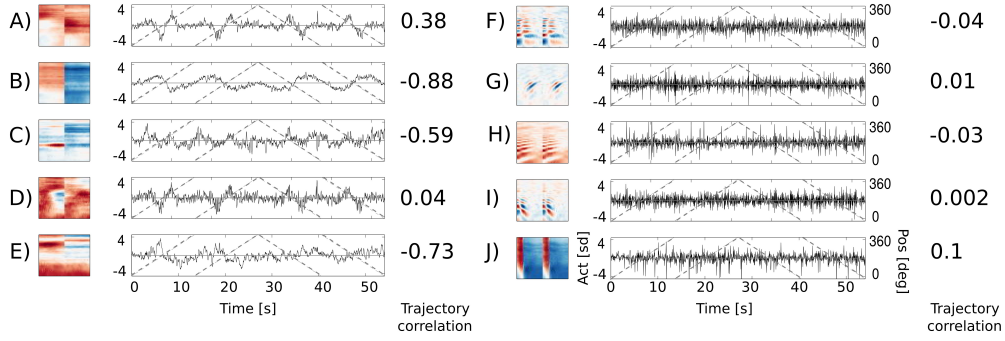 A) 4 -4 0.38
B) 4 -4 -0.88
C) 4 -4 -0.59
D) 4 -4 0.04
E) 4 -4 -0.73
0 10 20 30 40 50
Time [s]
Trajectory
correlation
F) 4 -4 360 0 -0.04
G) 4 -4 360 0 0.01
H) 4 -4 360 0 -0.03
I) 4 -4 360 0 0.002
J) Act [sd] 4 -4 360 0 Pos [deg] 0.1
0 10 20 30 40 50
Time [s]
Trajectory
correlation